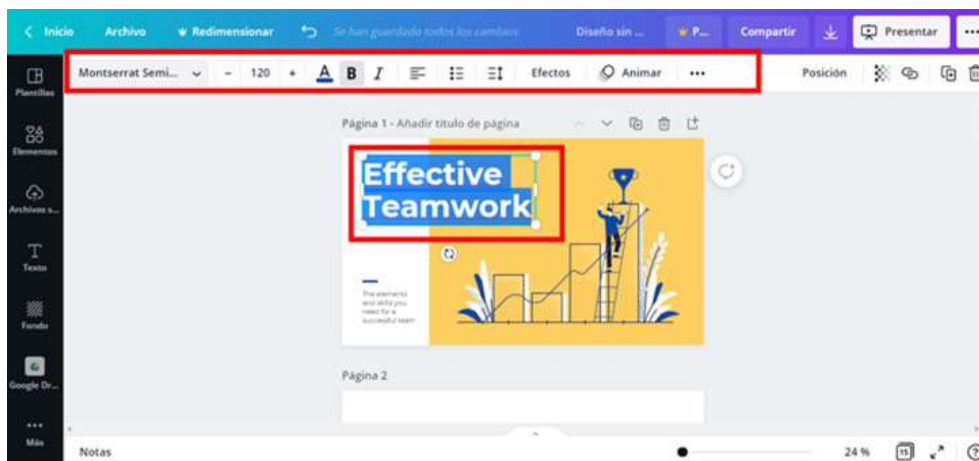 Inicio Archivo Redimensionar Se han guardado todos los cambios Diseño sin ... P... Compartir Presentar
Montserrat Semi... - 120 + A B I Efectos Animar ... Posición
Plantillas
Elementos
Archivos s...
Texto
Fondo
Google Dr...
Más
Página 1 - Añadir título de página
Effective
Teamwork
The elements
and skills you
need for a
successful team
Página 2
Notas 24 % 15